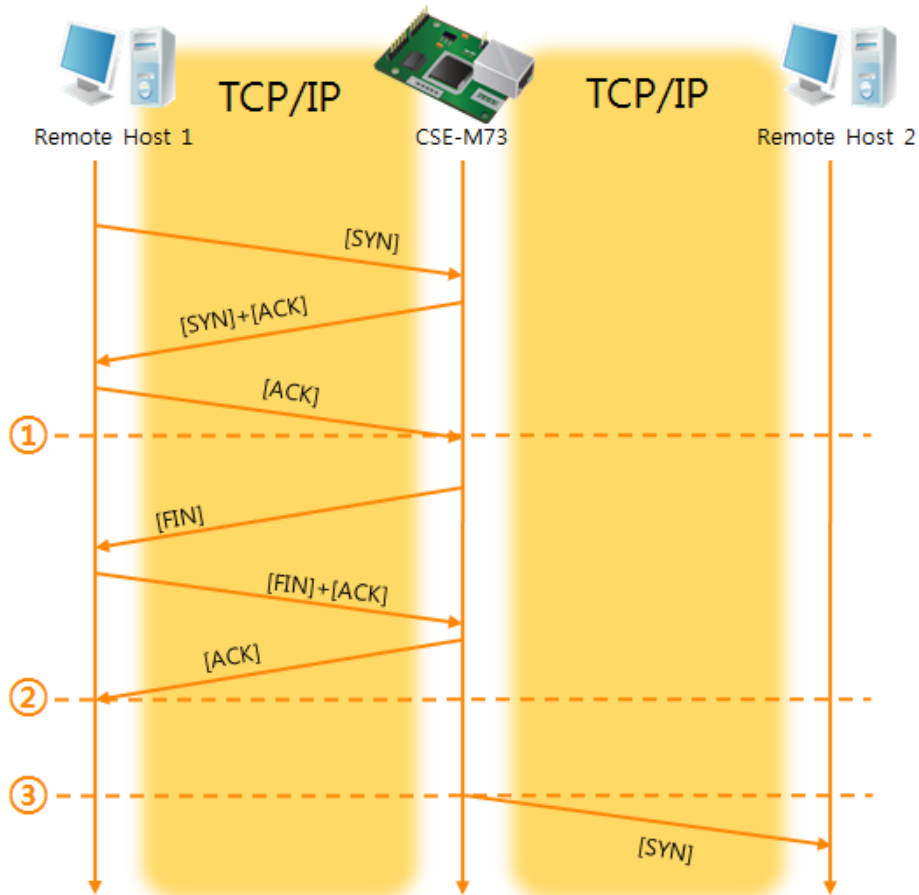 TCP/IP
TCP/IP
Remote Host 1
CSE-M73
Remote Host 2
[SYN]
[SYN]+[ACK]
[ACK]
①
[FIN]
[FIN]+[ACK]
[ACK]
②
③
[SYN]